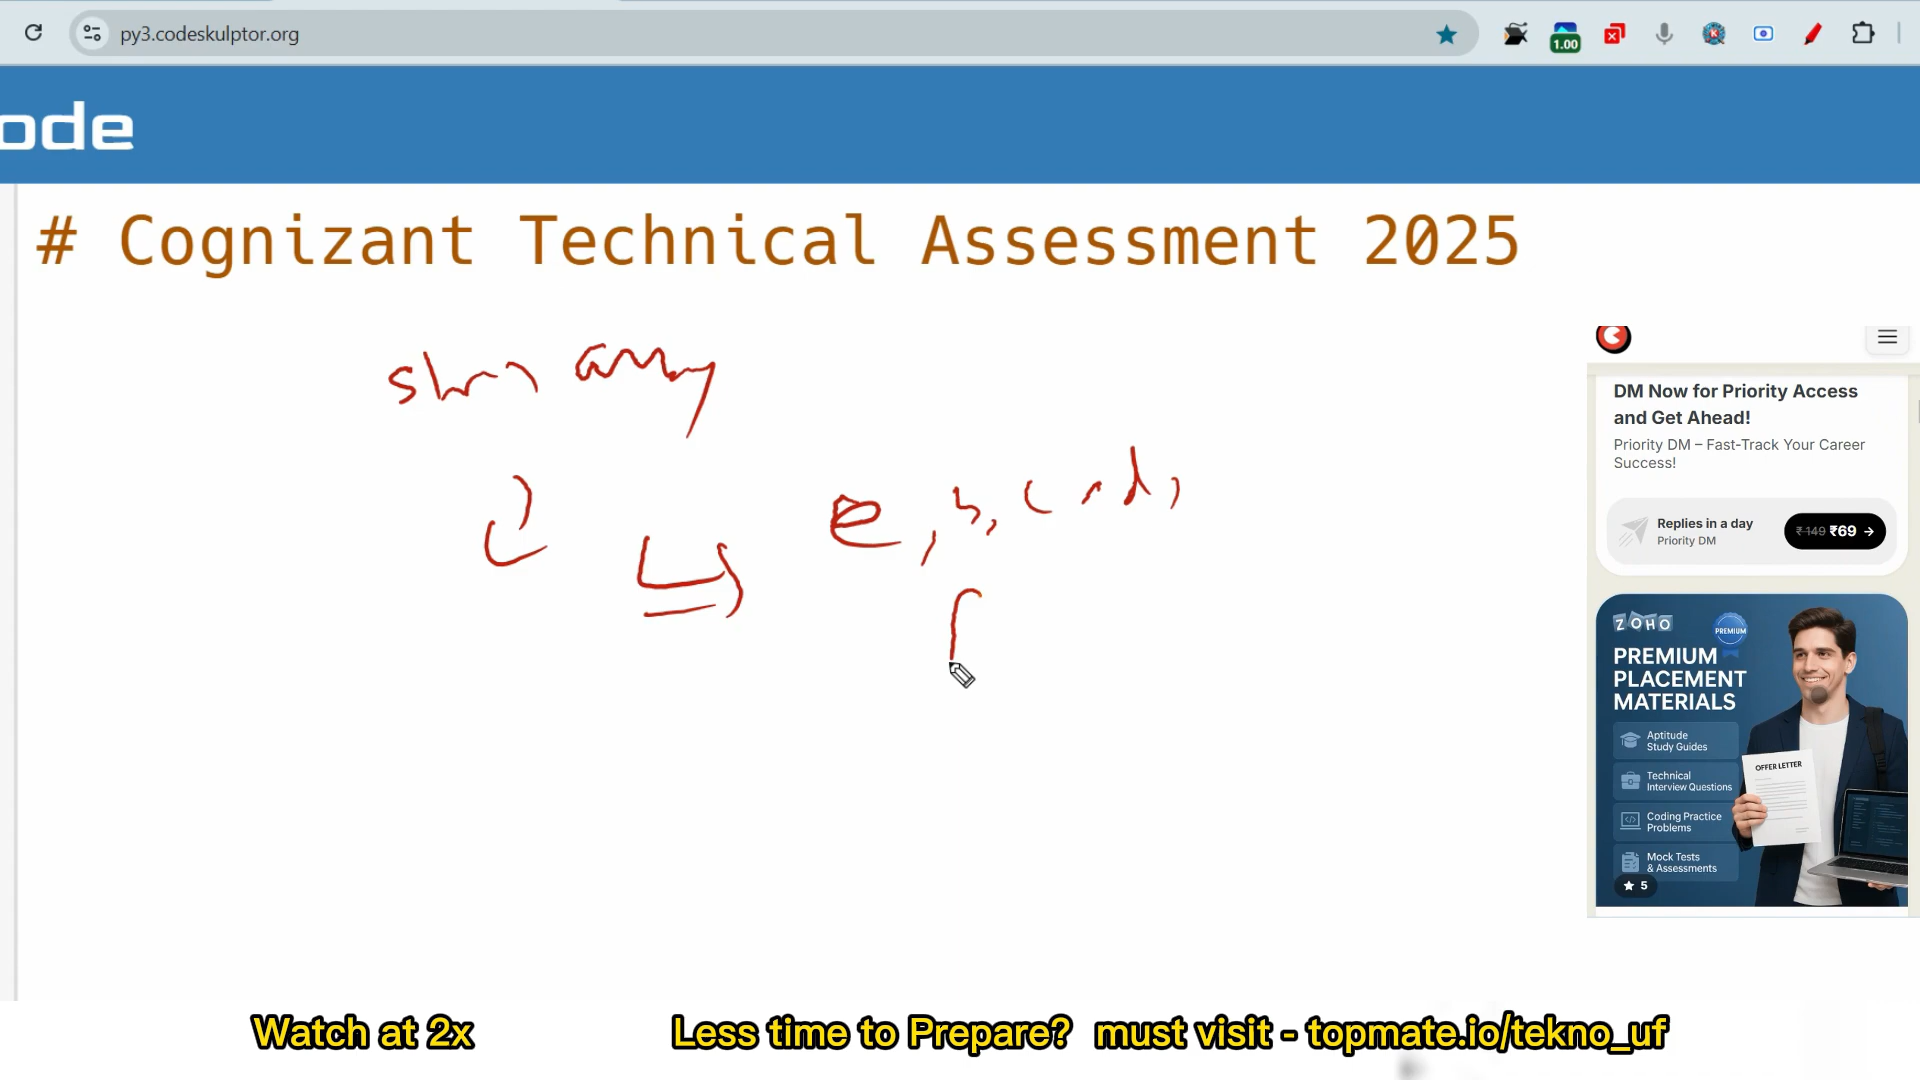 py3.codeskulptor.org
1.00
ode
# Cognizant Technical Assessment 2025
array
e, b, c, d,
DM Now for Priority Access
and Get Ahead!
Priority DM – Fast-Track Your Career
Success!
Replies in a day
Priority DM
₹149 ₹69 →
ZOHO
PREMIUM
PREMIUM
PLACEMENT
MATERIALS
Aptitude
Study Guides
Technical
Interview Questions
Coding Practice
Problems
Mock Tests
& Assessments
OFFER LETTER
★ 5
Watch at 2x
Less time to Prepare? must visit - topmate.io/tekno_uf